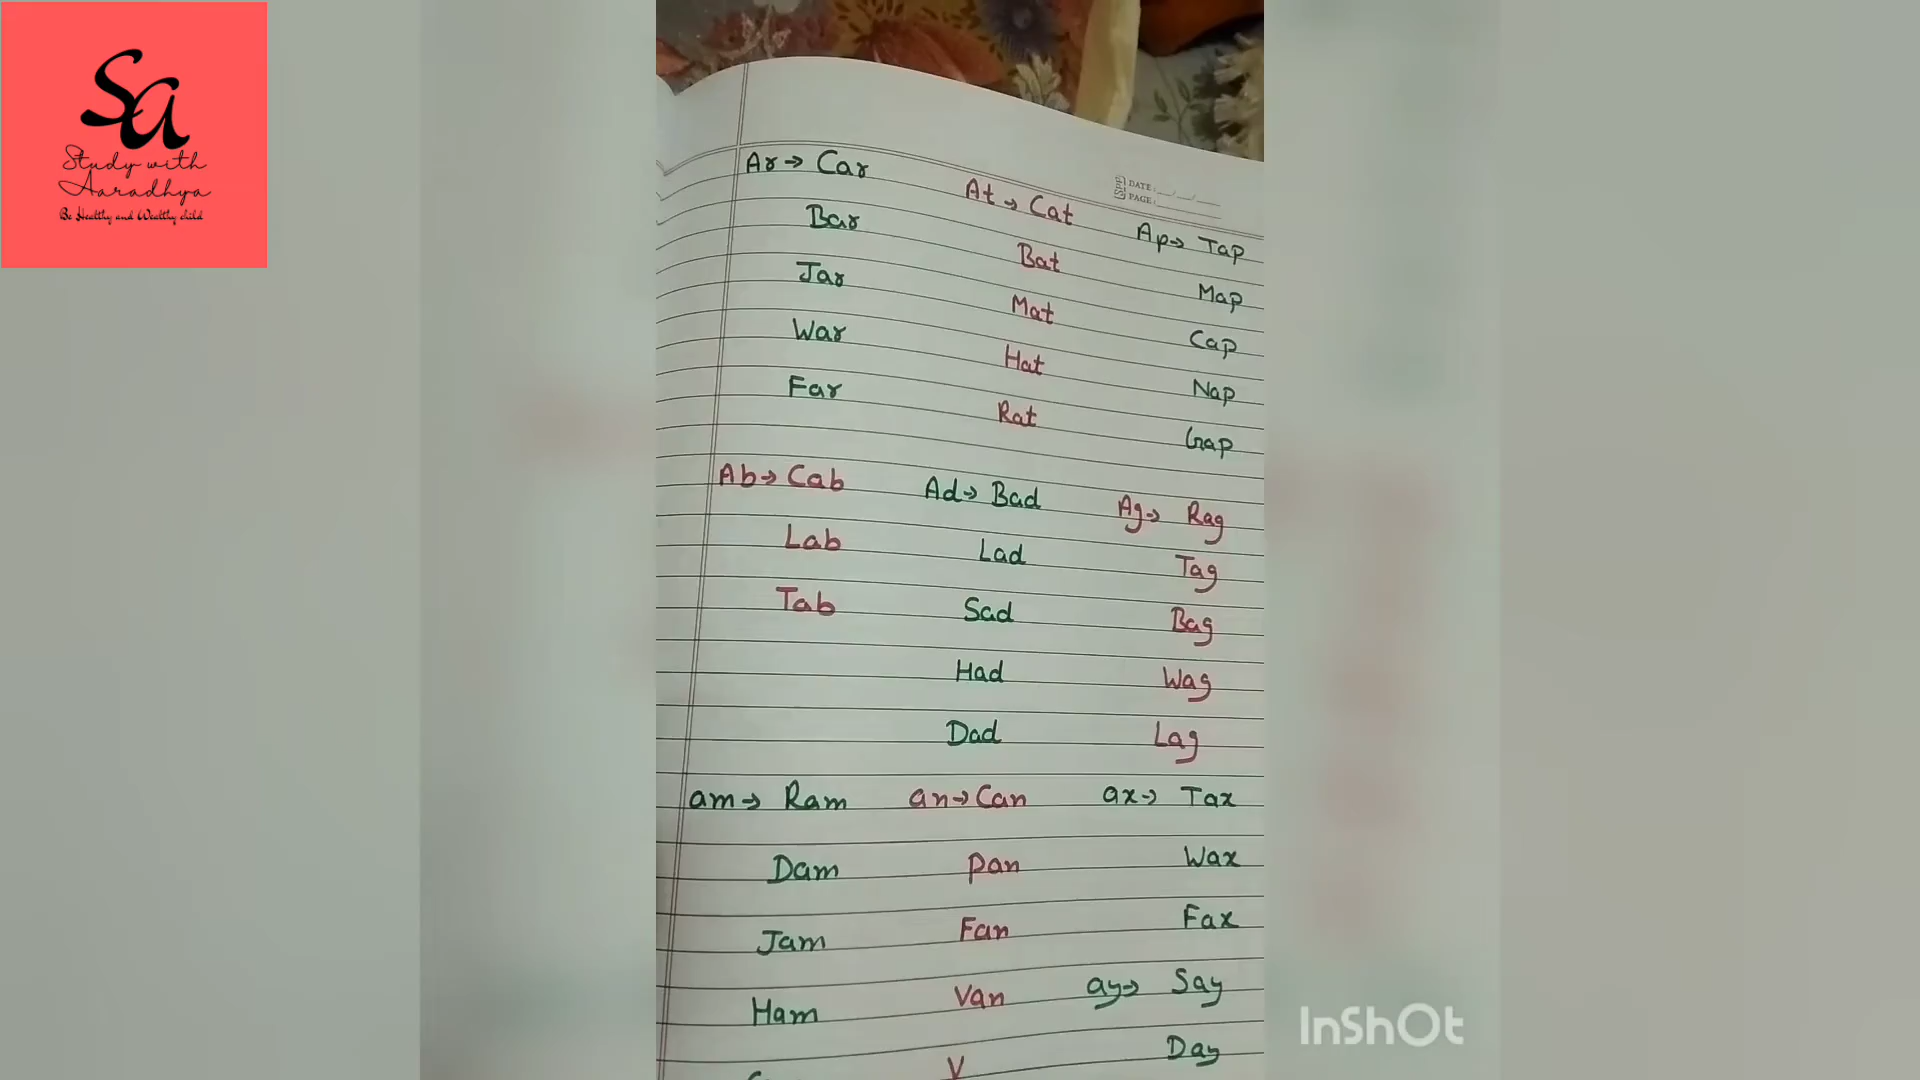 Sa
Study with
Aaradhya
Be Healthy and Wealthy child
DATE:
PAGE:
Ar→ Car
Bar
Jar
War
Far
At→ Cat
Bat
Mat
Hat
Rat
Ap→ Tap
Map
Cap
Nap
Gap
Ab→ Cab
Lab
Tab
Ad→ Bad
Lad
Sad
Had
Dad
Ag→ Rag
Tag
Bag
Wag
Lag
am→ Ram
Dam
Jam
Ham
an→ Can
Pan
Fan
Van
ax→ Tax
Wax
Fax
ay→ Say
Day
InShOt